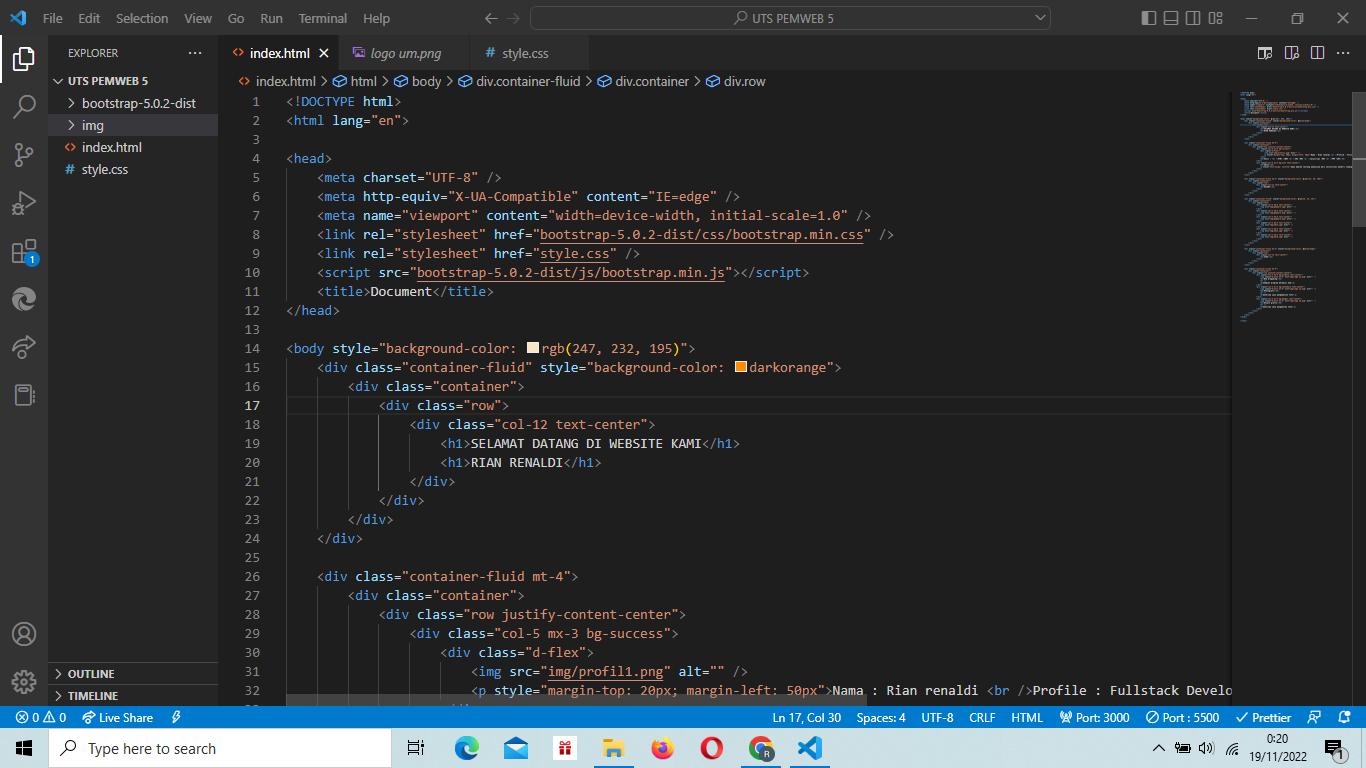 File Edit Selection View Go Run Terminal Help
UTS PEMWEB 5
EXPLORER
index.html
logo um.png
style.css
UTS PEMWEB 5
bootstrap-5.0.2-dist
img
index.html
style.css
index.html > html > body > div.container-fluid > div.container > div.row
1 <!DOCTYPE html>
2 <html lang="en">
3
4 <head>
5 <meta charset="UTF-8" />
6 <meta http-equiv="X-UA-Compatible" content="IE=edge" />
7 <meta name="viewport" content="width=device-width, initial-scale=1.0" />
8 <link rel="stylesheet" href="bootstrap-5.0.2-dist/css/bootstrap.min.css" />
9 <link rel="stylesheet" href="style.css" />
10 <script src="bootstrap-5.0.2-dist/js/bootstrap.min.js"></script>
11 <title>Document</title>
12 </head>
13
14 <body style="background-color: rgb(247, 232, 195)">
15 <div class="container-fluid" style="background-color: darkorange">
16 <div class="container">
17 <div class="row">
18 <div class="col-12 text-center">
19 <h1>SELAMAT DATANG DI WEBSITE KAMI</h1>
20 <h1>RIAN RENALDI</h1>
21 </div>
22 </div>
23 </div>
24 </div>
25
26 <div class="container-fluid mt-4">
27 <div class="container">
28 <div class="row justify-content-center">
29 <div class="col-5 mx-3 bg-success">
30 <div class="d-flex">
31 <img src="img/profil1.png" alt="" />
32 <p style="margin-top: 20px; margin-left: 50px">Nama : Rian renaldi <br />Profile : Fullstack Develo
1
OUTLINE
TIMELINE
0 0 Live Share
Ln 17, Col 30 Spaces: 4 UTF-8 CRLF HTML Port: 3000 Port : 5500 Prettier
Type here to search
R
0:20
19/11/2022
1